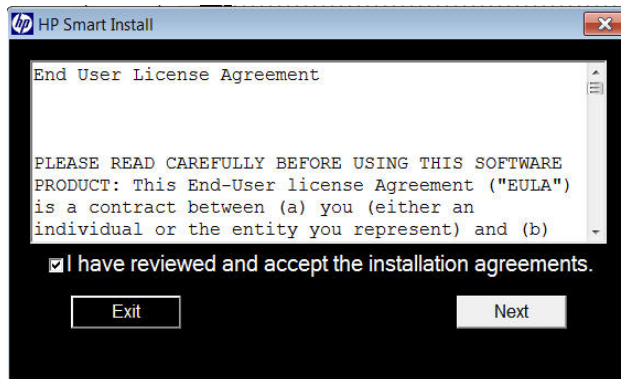 hp HP Smart Install
End User License Agreement
PLEASE READ CAREFULLY BEFORE USING THIS SOFTWARE
PRODUCT: This End-User license Agreement ("EULA")
is a contract between (a) you (either an
individual or the entity you represent) and (b)
I have reviewed and accept the installation agreements.
Exit
Next